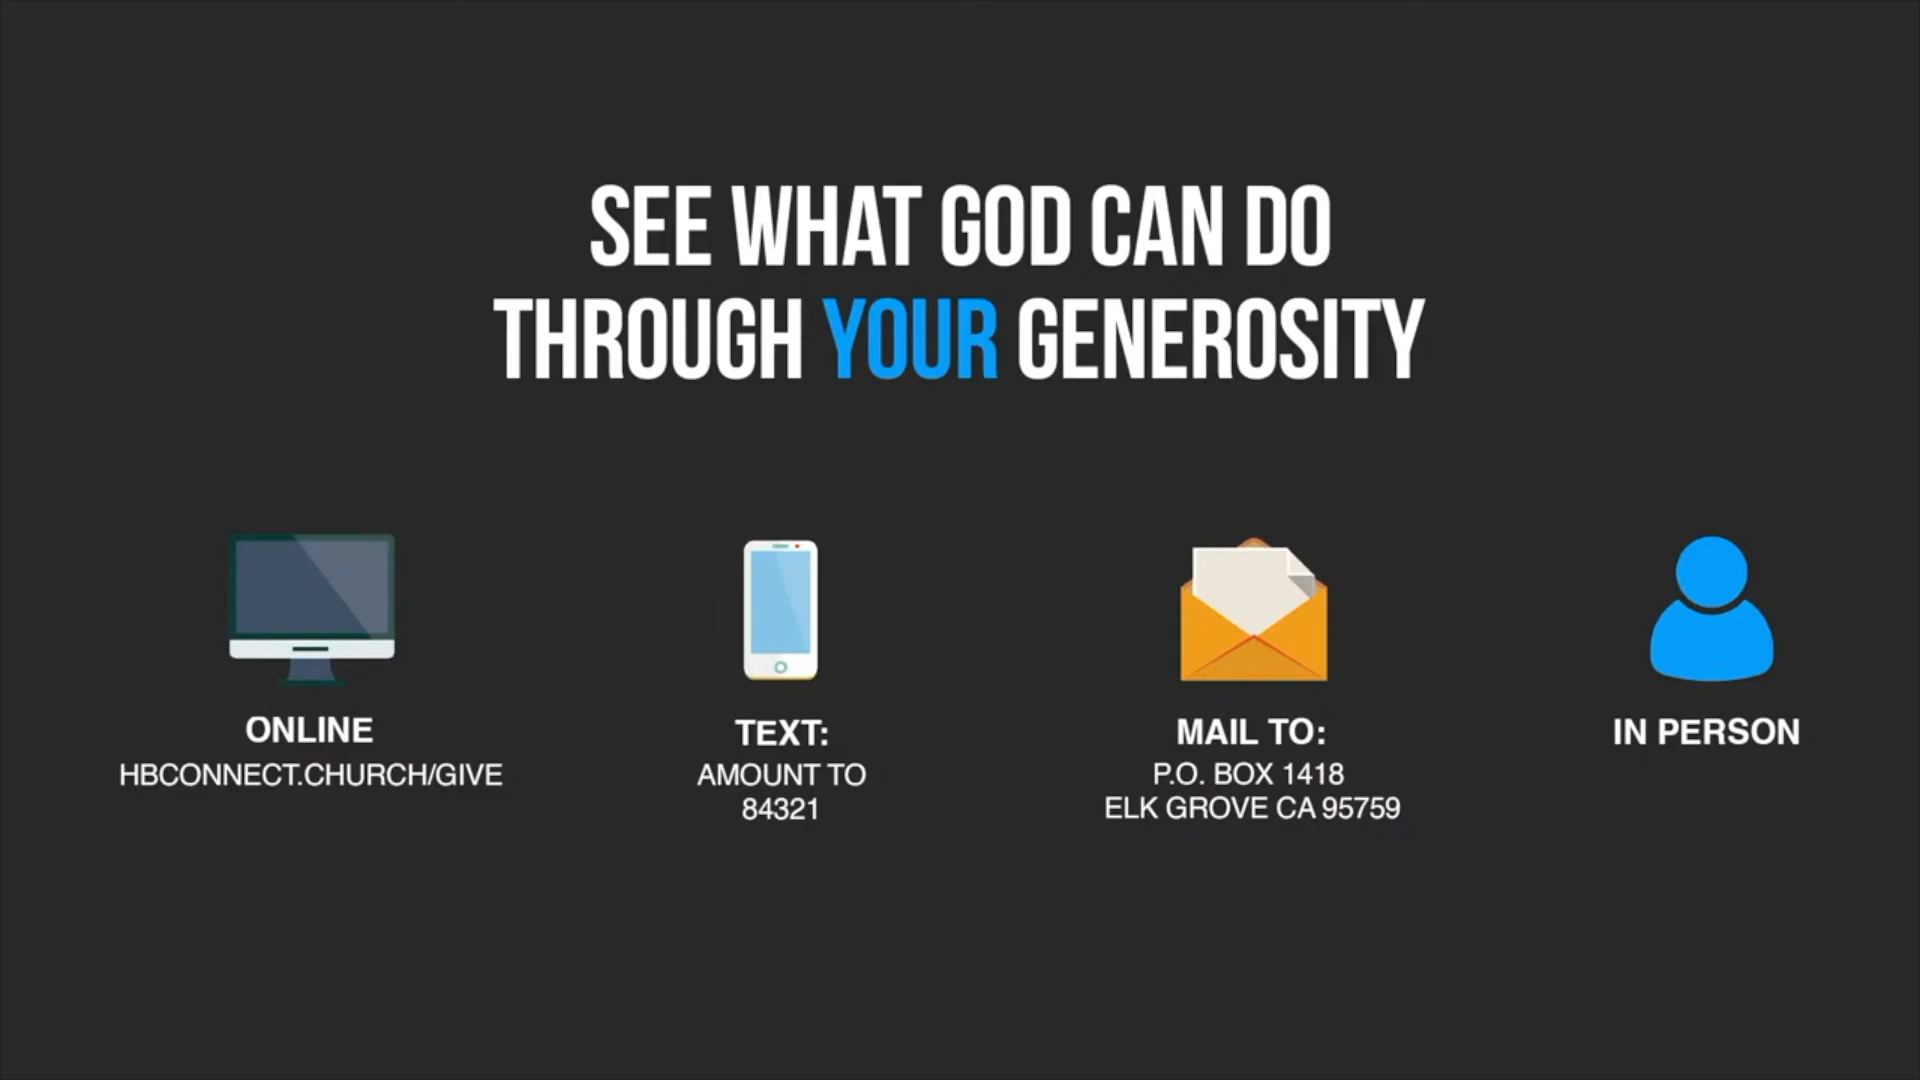 SEE WHAT GOD CAN DO
THROUGH YOUR GENEROSITY
ONLINE
HBCONNECT.CHURCH/GIVE
TEXT:
AMOUNT TO
84321
MAIL TO:
P.O. BOX 1418
ELK GROVE CA 95759
IN PERSON